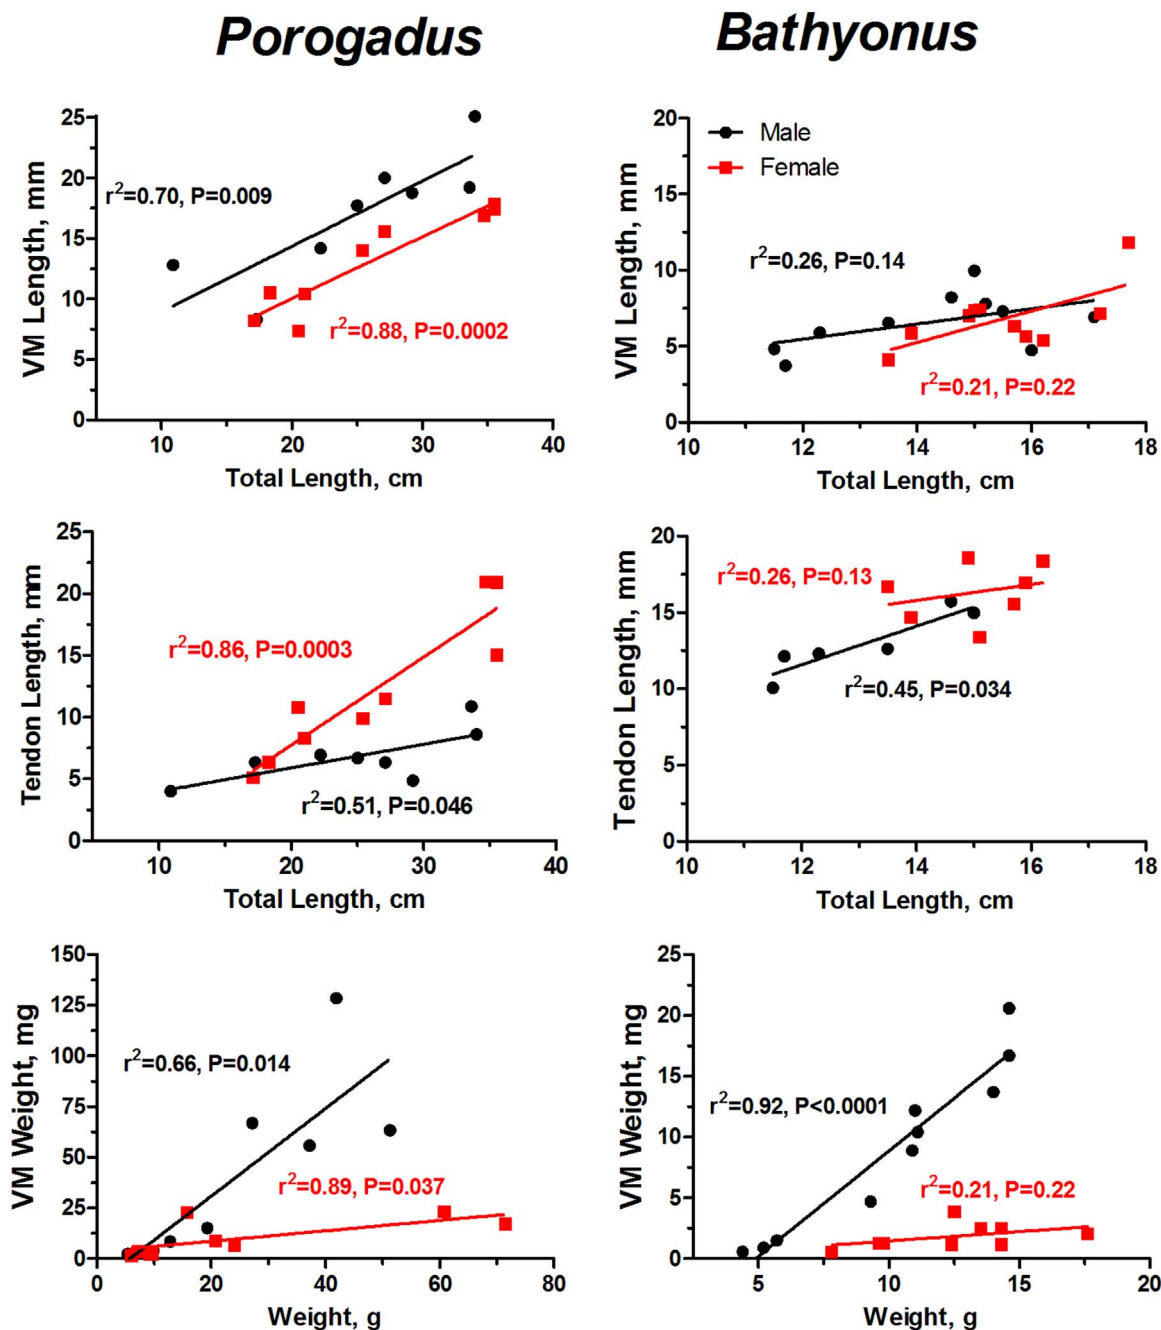 Porogadus
Bathyonus
25
20
15
10
5
0
10
20
30
40
VM Length, mm
Total Length, cm
r²=0.70, P=0.009
r²=0.88, P=0.0002
20
15
10
5
0
10
12
14
16
18
VM Length, mm
Total Length, cm
Male
Female
r²=0.26, P=0.14
r²=0.21, P=0.22
25
20
15
10
5
0
10
20
30
40
Tendon Length, mm
Total Length, cm
r²=0.86, P=0.0003
r²=0.51, P=0.046
20
15
10
5
0
10
12
14
16
18
Tendon Length, mm
Total Length, cm
r²=0.26, P=0.13
r²=0.45, P=0.034
150
125
100
75
50
25
0
0
20
40
60
80
VM Weight, mg
Weight, g
r²=0.66, P=0.014
r²=0.89, P=0.037
25
20
15
10
5
0
5
10
15
20
VM Weight, mg
Weight, g
r²=0.92, P<0.0001
r²=0.21, P=0.22